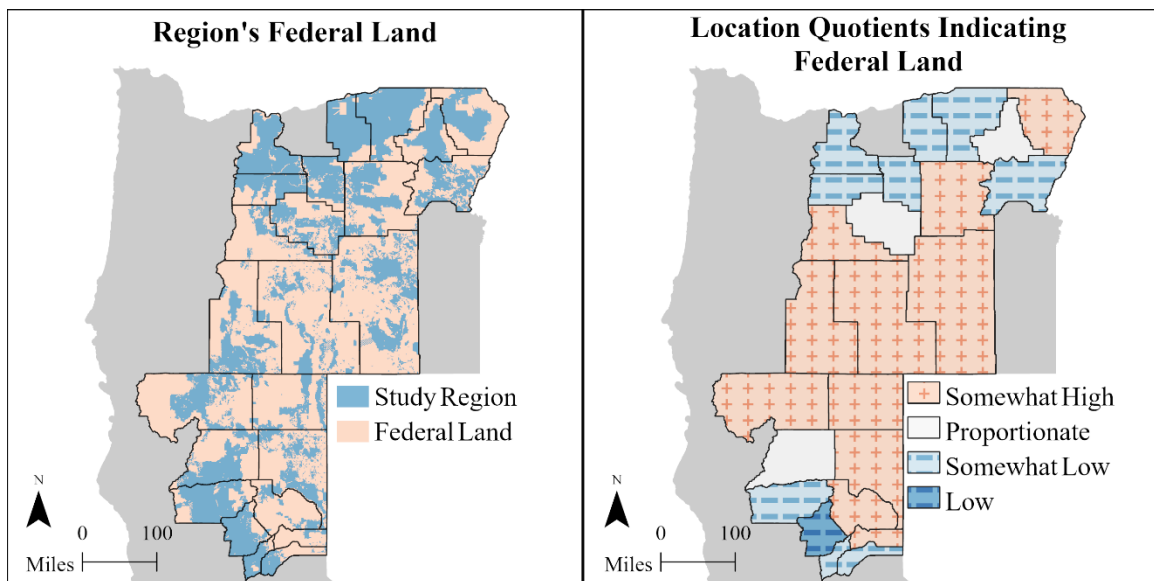 Region's Federal Land
Study Region
Federal Land
N
0
100
Miles
Location Quotients Indicating
Federal Land
Somewhat High
Proportionate
Somewhat Low
Low
N
0
100
Miles